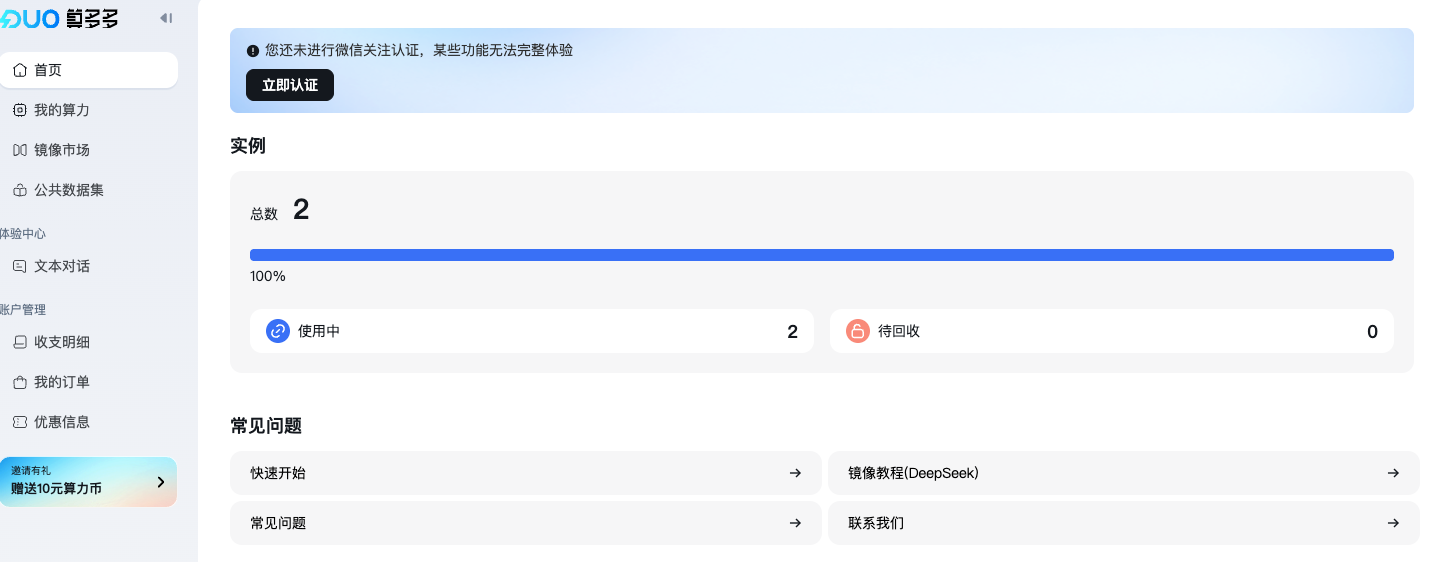 DUO 算多多
首页
我的算力
镜像市场
公共数据集
体验中心
文本对话
账户管理
收支明细
我的订单
优惠信息
邀请有礼
赠送10元算力币
您还未进行微信关注认证，某些功能无法完整体验
立即认证
实例
总数 2
100%
使用中 2
待回收 0
常见问题
快速开始
镜像教程(DeepSeek)
常见问题
联系我们